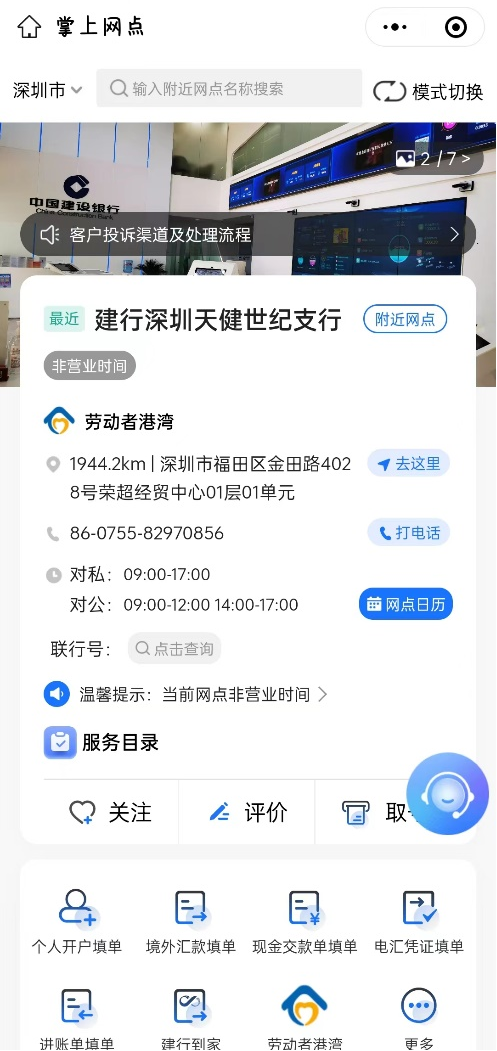 掌上网点
深圳市
输入附近网点名称搜索
模式切换
2 / 7 >
中国建设银行
China Construction Bank
客户投诉渠道及处理流程
最近 建行深圳天健世纪支行 附近网点
非营业时间
劳动者港湾
1944.2km | 深圳市福田区金田路402 去这里
8号荣超经贸中心01层01单元
86-0755-82970856 打电话
对私： 09:00-17:00
对公： 09:00-12:00 14:00-17:00 网点日历
联行号： 点击查询
温馨提示：当前网点非营业时间
服务目录
关注 评价 取
个人开户填单 境外汇款填单 现金交款单填单 电汇凭证填单
进账单填单 建行到家 劳动者港湾 更多